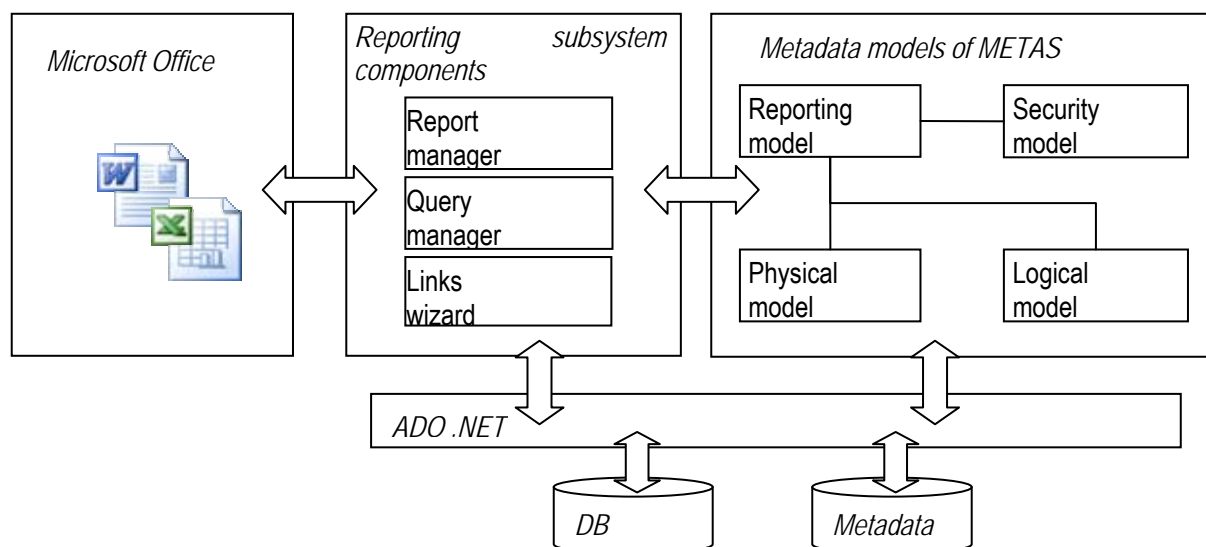 Microsoft Office
W
X
Reporting subsystem
components
Report
manager
Query
manager
Links
wizard
Metadata models of METAS
Reporting
model
Security
model
Physical
model
Logical
model
ADO .NET
DB
Metadata